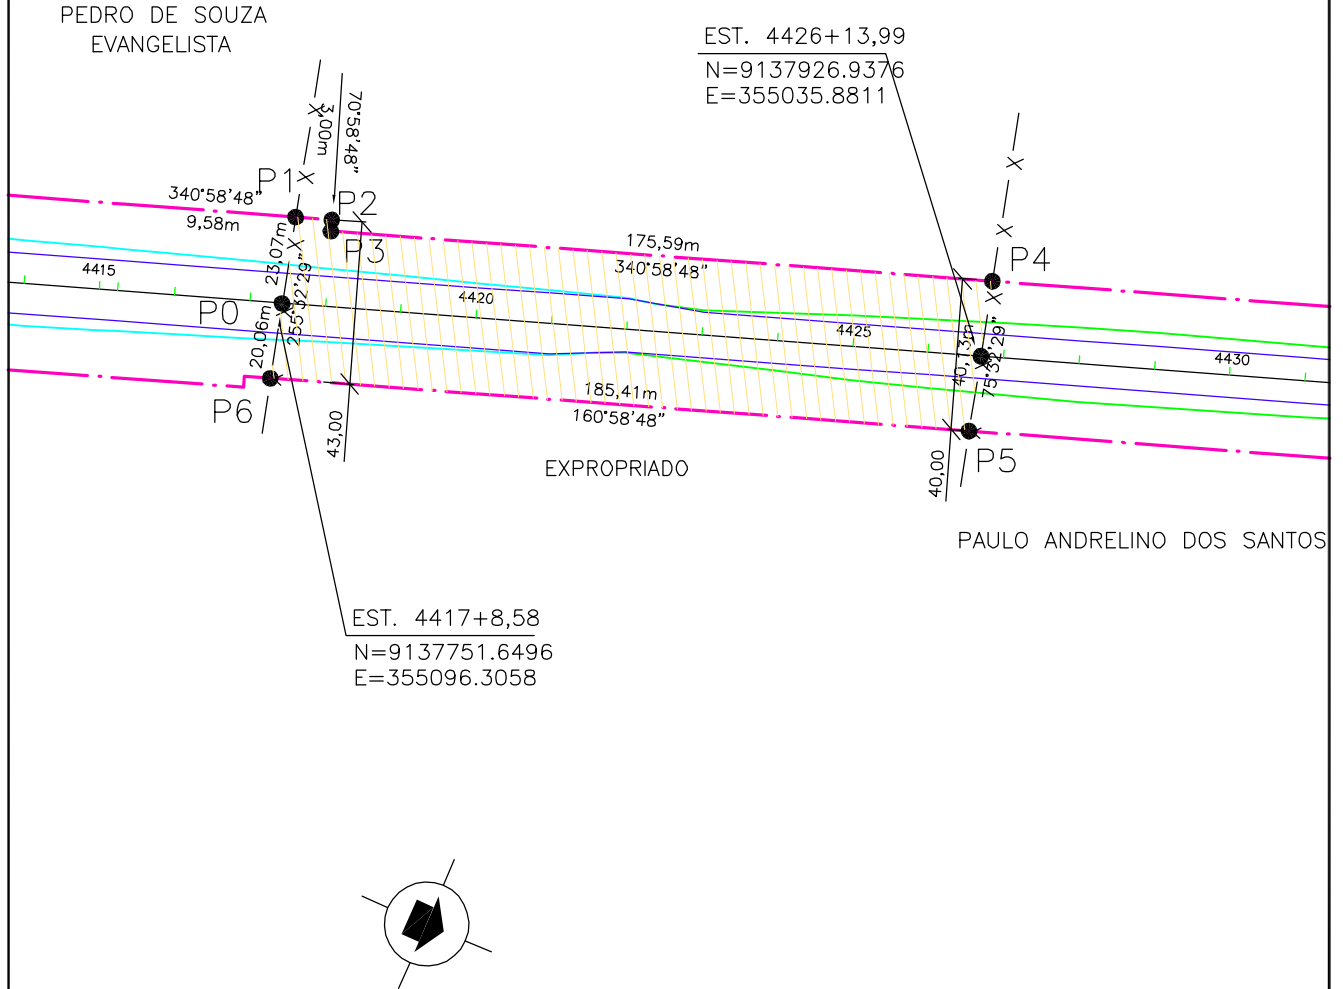 PEDRO DE SOUZA
EVANGELISTA
EST. 4426+13,99
N=9137926.9376
E=355035.8811
3,00m
70°58'48"
P1
340°58'48"
9,58m
P2
P3
175,59m
340°58'48"
P4
23,07m
255°32'29"
4415
4420
4425
4430
P0
20,06m
40,13m
75°32'29"
P6
43,00
185,41m
160°58'48"
P5
40,00
EXPROPRIADO
PAULO ANDRELINO DOS SANTOS
EST. 4417+8,58
N=9137751.6496
E=355096.3058